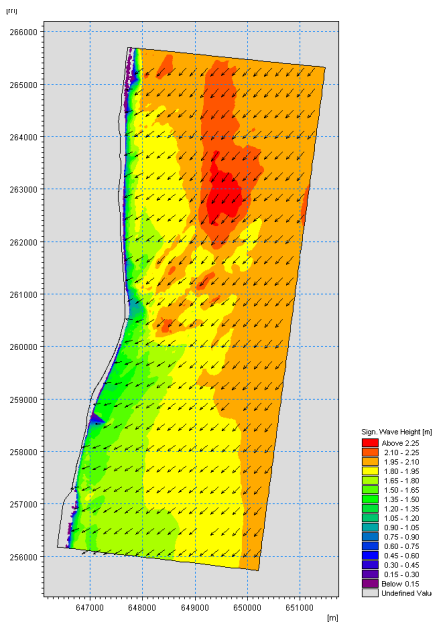 [m]
266000
265000
264000
263000
262000
261000
260000
259000
258000
257000
256000
647000 648000 649000 650000 651000
[m]
Sign. Wave Height [m]
Above 2.25
2.10 - 2.25
1.95 - 2.10
1.80 - 1.95
1.65 - 1.80
1.50 - 1.65
1.35 - 1.50
1.20 - 1.35
1.05 - 1.20
0.90 - 1.05
0.75 - 0.90
0.60 - 0.75
0.45 - 0.60
0.30 - 0.45
0.15 - 0.30
Below 0.15
Undefined Valu